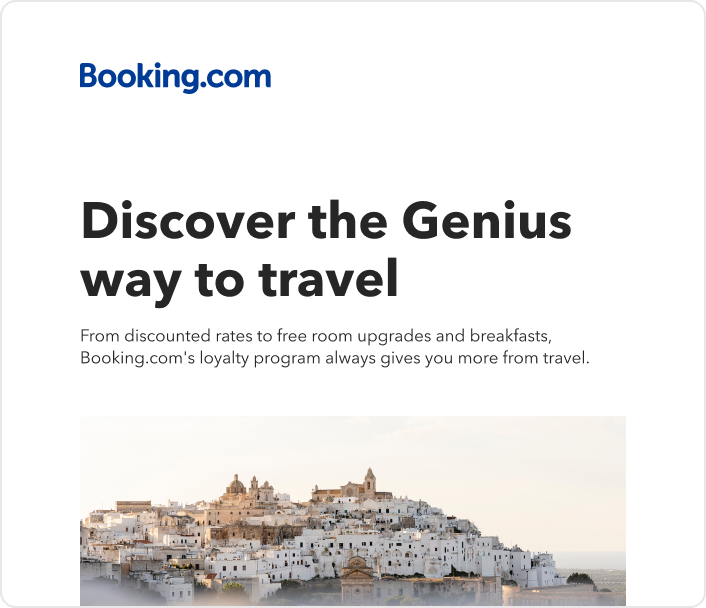 Booking.com
Discover the Genius
way to travel
From discounted rates to free room upgrades and breakfasts,
Booking.com's loyalty program always gives you more from travel.